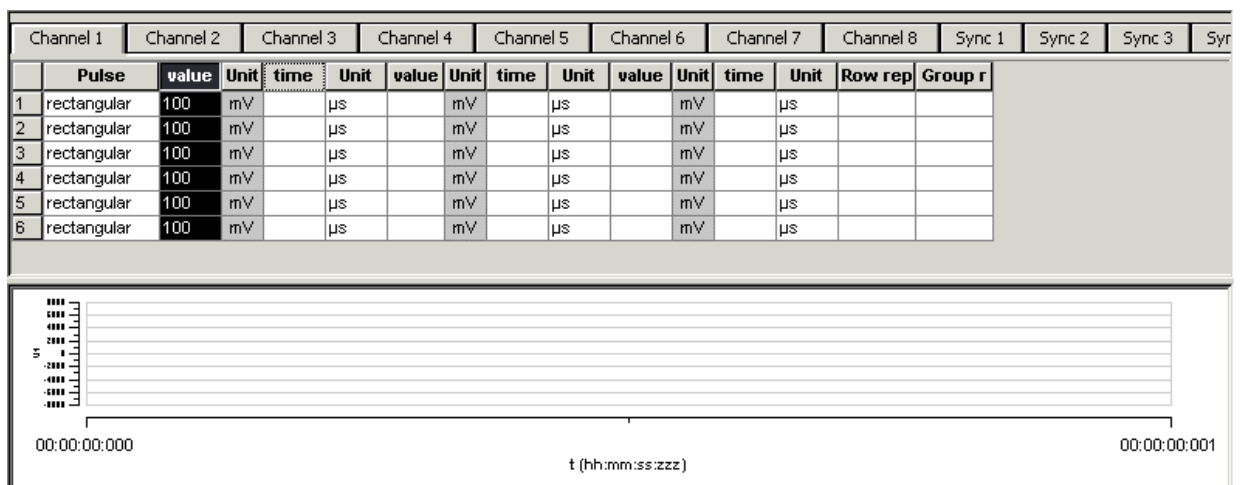 Channel 1 Channel 2 Channel 3 Channel 4 Channel 5 Channel 6 Channel 7 Channel 8 Sync 1 Sync 2 Sync 3 Syr
Pulse value Unit time Unit value Unit time Unit value Unit time Unit Row rep Group r
1 rectangular 100 mV µs mV µs mV µs
2 rectangular 100 mV µs mV µs mV µs
3 rectangular 100 mV µs mV µs mV µs
4 rectangular 100 mV µs mV µs mV µs
5 rectangular 100 mV µs mV µs mV µs
6 rectangular 100 mV µs mV µs mV µs
00:00:00:000 00:00:00:001
t (hh:mm:ss:zzz)